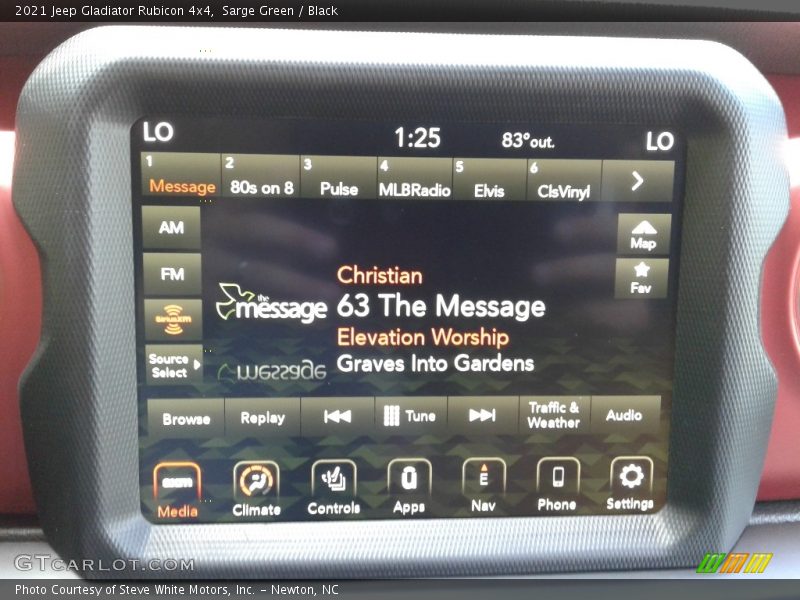 2021 Jeep Gladiator Rubicon 4x4,  Sarge Green / Black
LO 1:25 83°out. LO
1 Message 2 80s on 8 3 Pulse 4 MLBRadio 5 Elvis 6 ClsVinyl
AM
Map
FM
Fav
Christian
the message 63 The Message
SiriusXM
Elevation Worship
Source Select
Graves Into Gardens
message
Browse Replay Tune Traffic & Weather Audio
sxm E
Media Climate Controls Apps Nav Phone Settings
GTCARLOT.COM
Photo Courtesy of Steve White Motors, Inc. – Newton, NC